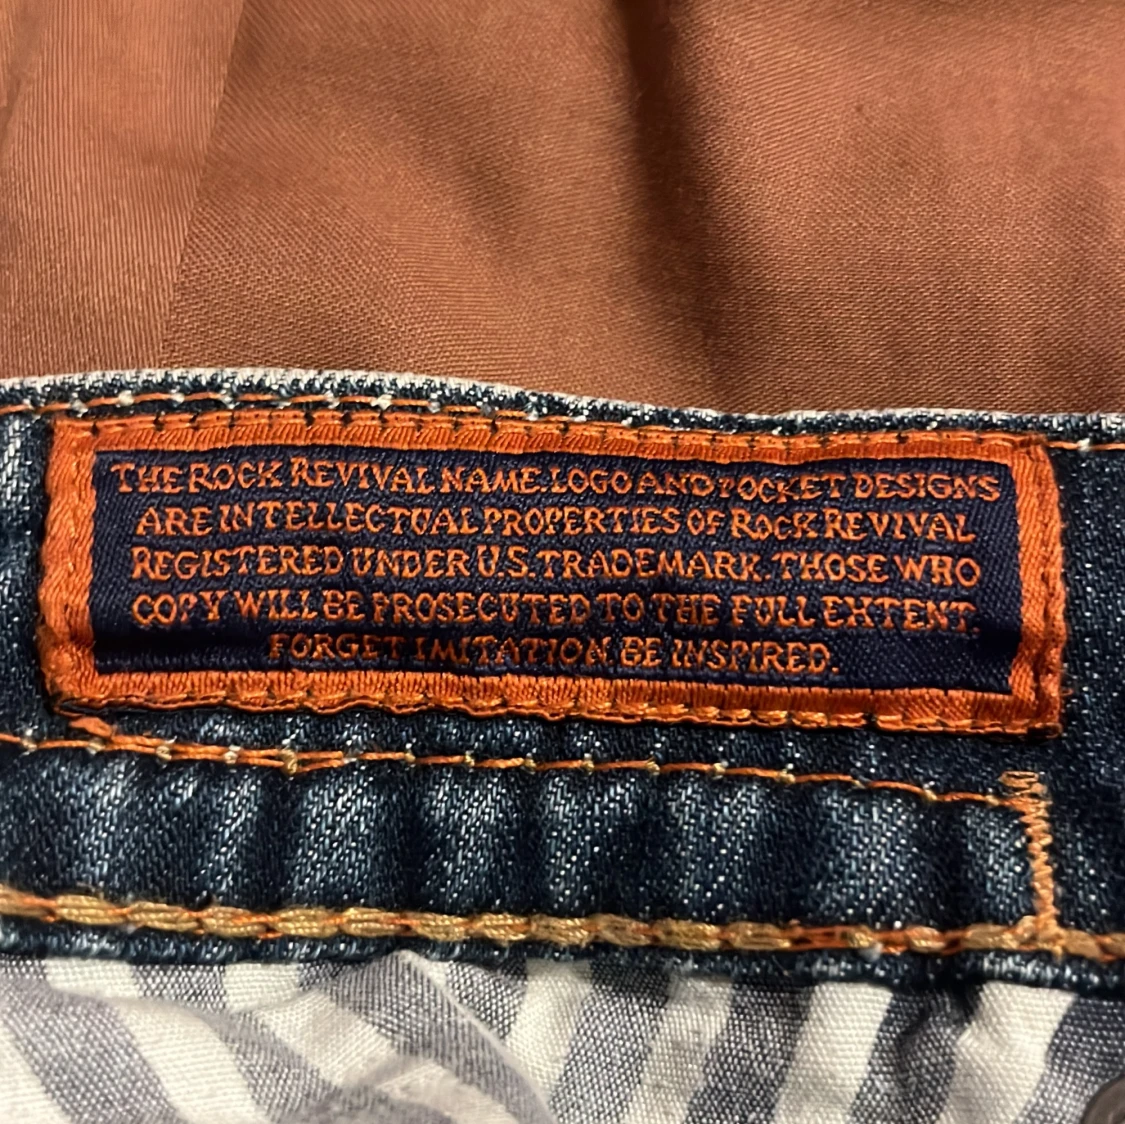 THE ROCK REVIVAL NAME. LOGO AND POCKET DESIGNS
ARE INTELLECTUAL PROPERTIES OF ROCK REVIVAL
REGISTERED UNDER U.S. TRADEMARK. THOSE WHO
COPY WILL BE PROSECUTED TO THE FULL EXTENT.
FORGET IMITATION. BE INSPIRED.